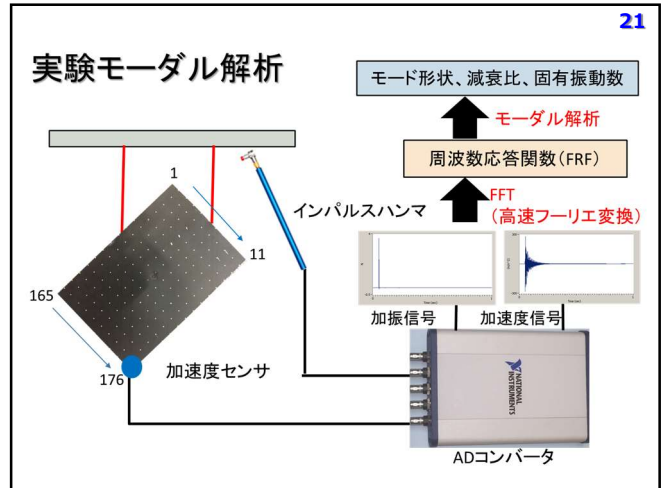 21
実験モーダル解析
モード形状、減衰比、固有振動数
モーダル解析
周波数応答関数(FRF)
FFT
(高速フーリエ変換)
インパルスハンマ
1
11
165
176
加速度センサ
加振信号
加速度信号
NATIONAL
INSTRUMENTS
ADコンバータ